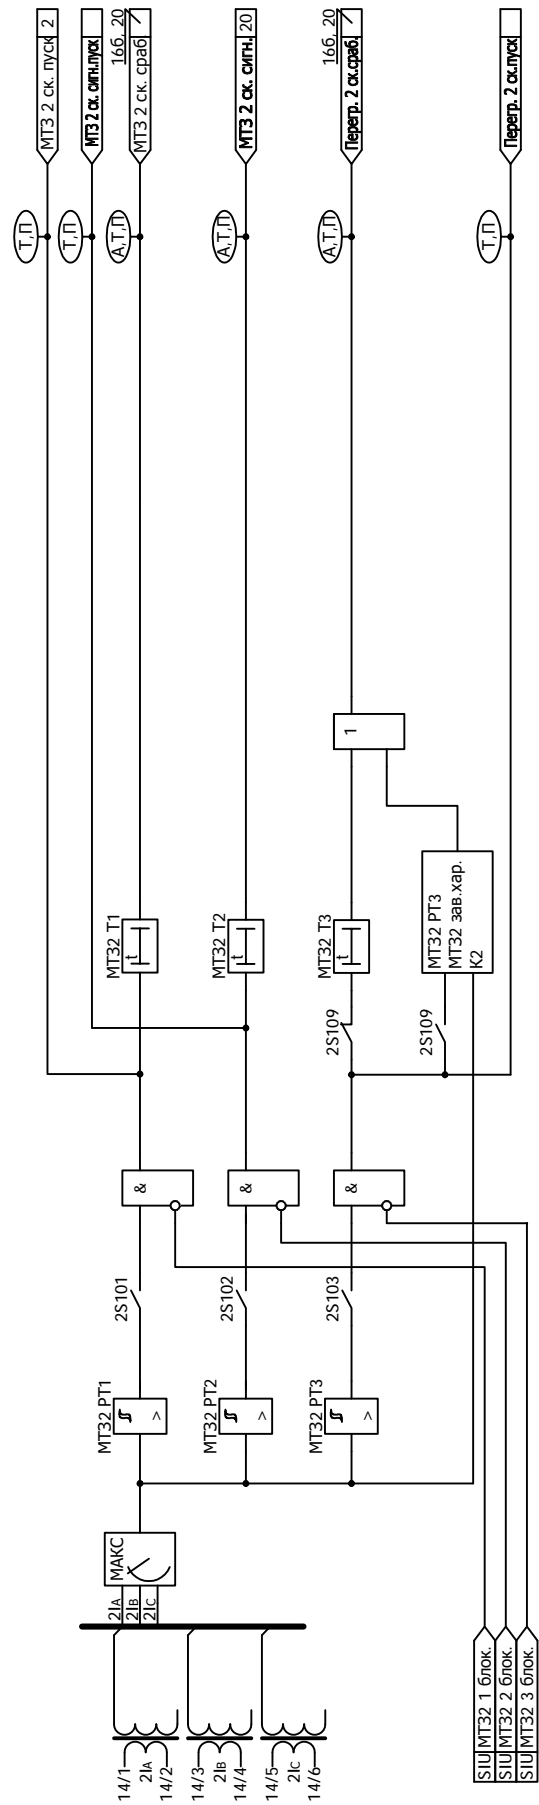 14/1
2IA
14/2
14/3
2IB
14/4
14/5
2IC
14/6
2IA
2IB
2IC
МАКС
МТ32 РТ1
>
МТ32 РТ2
>
МТ32 РТ3
>
2S101
2S102
2S103
&
&
&
2S109
2S109
МТ32 Т1
t
МТ32 Т2
t
МТ32 Т3
t
МТ32 РТ3
МТ32 зав.хар.
К2
1
Т,П
Т,П
А,Т,П
А,Т,П
А,Т,П
Т,П
МТЗ 2 ск. пуск 2
МТЗ 2 ск. сигн.пуск
МТЗ 2 ск. сраб
16б, 20
МТЗ 2 ск. сигн. 20
Перегр. 2 ск.сраб.
16б, 20
Перегр. 2 ск.пуск
SIU МТ32 1 блок.
SIU МТ32 2 блок.
SIU МТ32 3 блок.